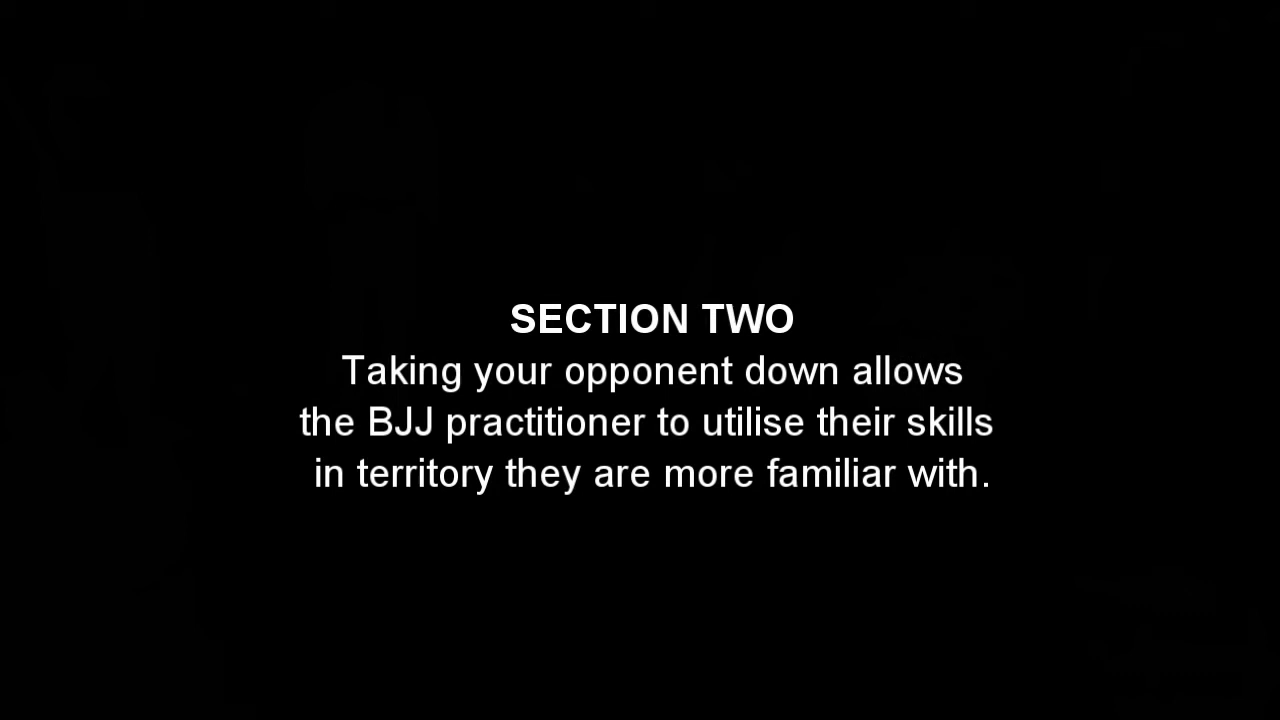 SECTION TWO
Taking your opponent down allows
the BJJ practitioner to utilise their skills
in territory they are more familiar with.